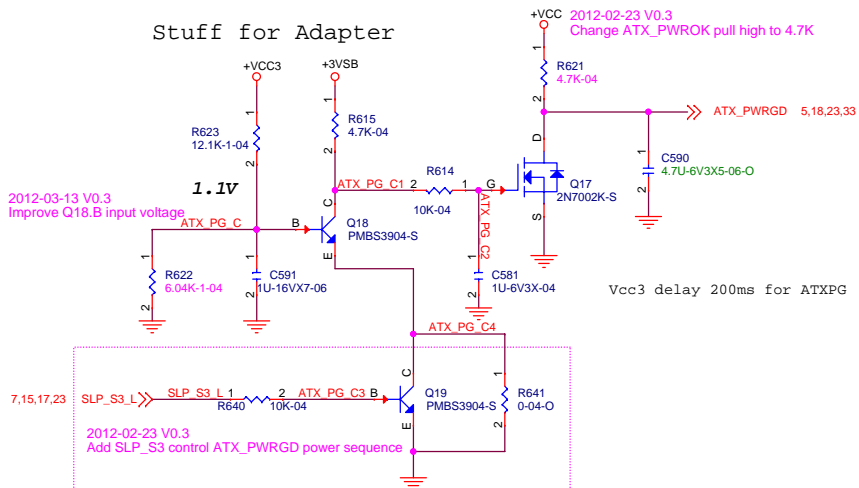 Stuff for Adapter
+VCC
2012-02-23 V0.3
Change ATX_PWROK pull high to 4.7K
+VCC3
+3VSB
1
R621
4.7K-04
2
1
R623
12.1K-1-04
2
1
R615
4.7K-04
2
ATX_PWRGD 5,18,23,33
D
1
C590
4.7U-6V3X5-06-O
2
1.1V
ATX_PG_C1
2
R614
1
10K-04
G
Q17
2N7002K-S
S
2012-03-13 V0.3
Improve Q18.B input voltage
ATX_PG_C
B
C
Q18
PMBS3904-S
E
ATX_PG_C2
1
R622
6.04K-1-04
2
1
C591
1U-16VX7-06
2
1
C581
1U-6V3X-04
2
Vcc3 delay 200ms for ATXPG
ATX_PG_C4
7,15,17,23
SLP_S3_L
SLP_S3_L
1
R640
2
10K-04
ATX_PG_C3
B
C
Q19
PMBS3904-S
E
1
R641
0-04-O
2
2012-02-23 V0.3
Add SLP_S3 control ATX_PWRGD power sequence